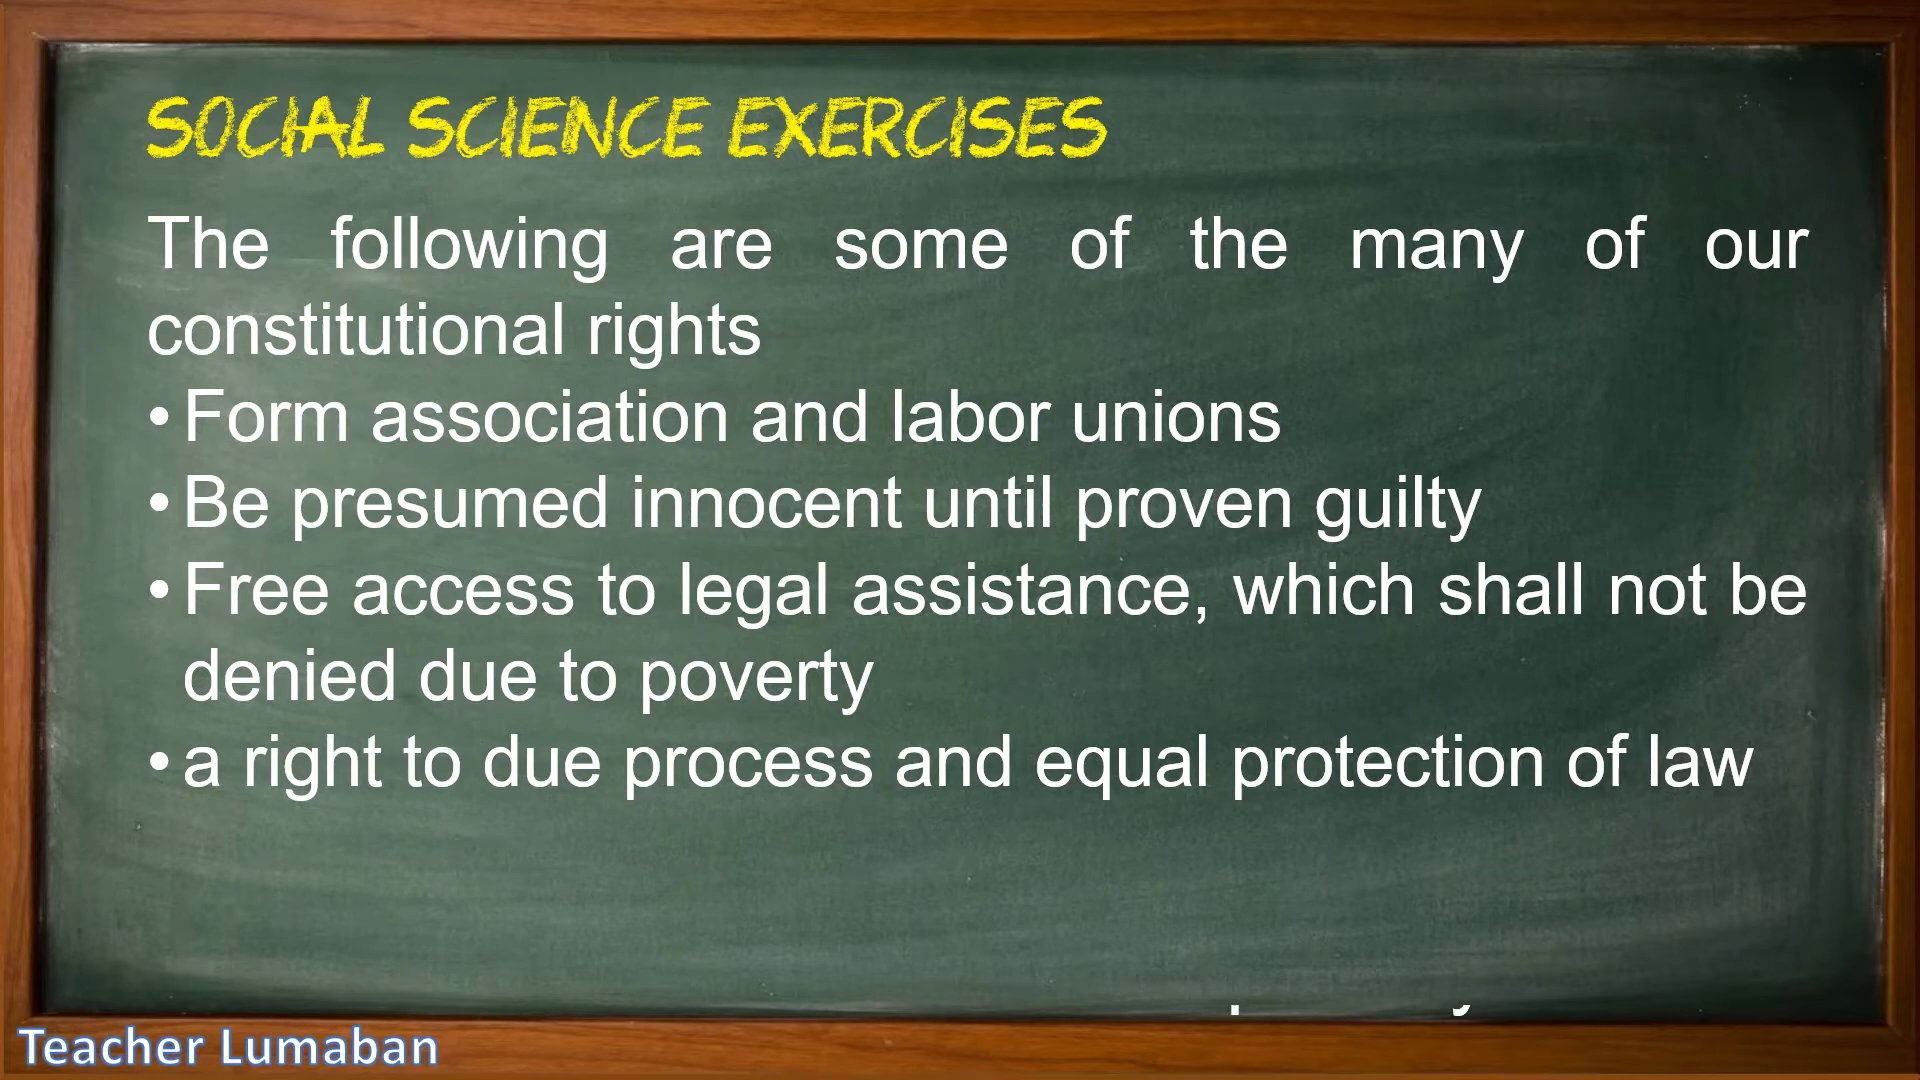 SOCIAL SCIENCE EXERCISES
The following are some of the many of our
constitutional rights
• Form association and labor unions
• Be presumed innocent until proven guilty
• Free access to legal assistance, which shall not be
denied due to poverty
• a right to due process and equal protection of law
Teacher Lumaban